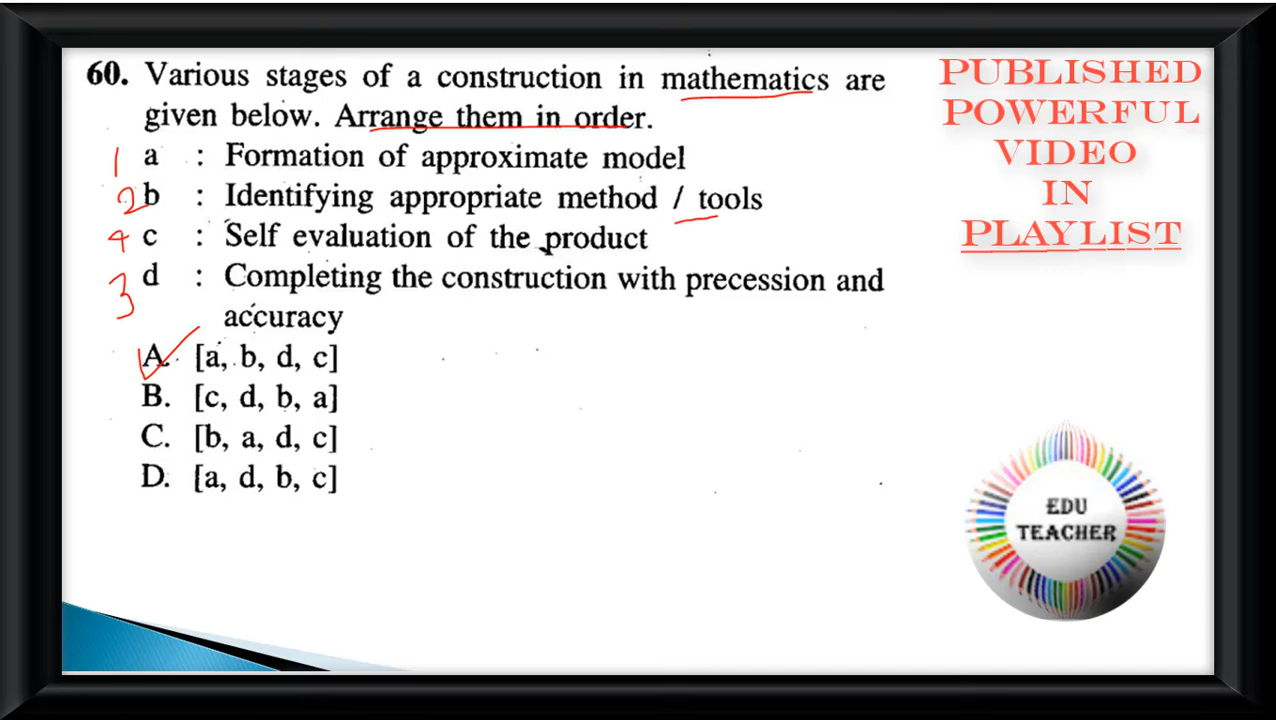 60. Various stages of a construction in mathematics are
given below. Arrange them in order.
1 a : Formation of approximate model
2 b : Identifying appropriate method / tools
4 c : Self evaluation of the product
3 d : Completing the construction with precession and
accuracy
A. [a, b, d, c]
B. [c, d, b, a]
C. [b, a, d, c]
D. [a, d, b, c]
PUBLISHED
POWERFUL
VIDEO
IN
PLAYLIST
EDU
TEACHER